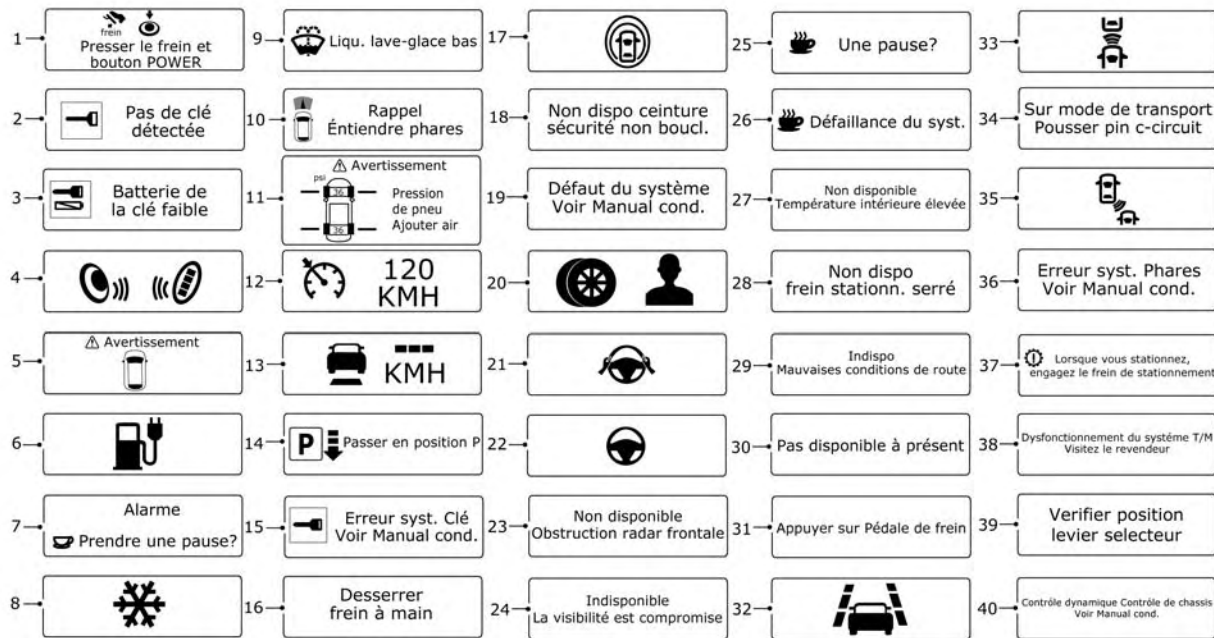 1
frein
Presser le frein et
bouton POWER
2
Pas de clé
détectée
3
Batterie de
la clé faible
4
5
Avertissement
6
7
Alarme
Prendre une pause?
8
9
Liqu. lave-glace bas
10
Rappel
Éntiendre phares
11
Avertissement
psi
36
36
Pression
de pneu
Ajouter air
12
120
KMH
13
KMH
14
P
Passer en position P
15
Erreur syst. Clé
Voir Manual cond.
16
Desserrer
frein à main
17
18
Non dispo ceinture
sécurité non boucl.
19
Défaut du système
Voir Manual cond.
20
21
22
23
Non disponible
Obstruction radar frontale
24
Indisponible
La visibilité est compromise
25
Une pause?
26
Défaillance du syst.
27
Non disponible
Température intérieure élevée
28
Non dispo
frein stationn. serré
29
Indispo
Mauvaises conditions de route
30
Pas disponible à présent
31
Appuyer sur Pédale de frein
32
33
34
Sur mode de transport
Pousser pin c-circuit
35
36
Erreur syst. Phares
Voir Manual cond.
37
Lorsque vous stationnez,
engagez le frein de stationnement
38
Dysfonctionnement du systéme T/M
Visitez le revendeur
39
Verifier position
levier selecteur
40
Contrôle dynamique Contrôle de chassis
Voir Manual cond.